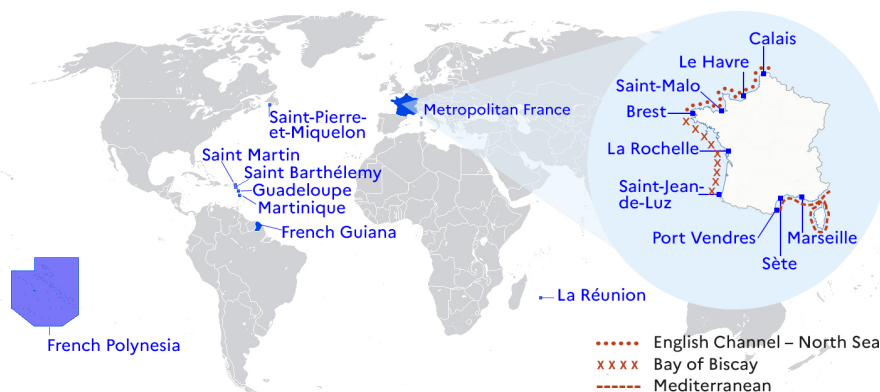 Calais
Le Havre
Saint-Malo
Brest
La Rochelle
Saint-Jean-
de-Luz
Port Vendres
Marseille
Sète
Metropolitan France
Saint-Pierre-
et-Miquelon
Saint Martin
Saint Barthélemy
Guadeloupe
Martinique
French Guiana
La Réunion
French Polynesia
English Channel – North Sea
Bay of Biscay
Mediterranean